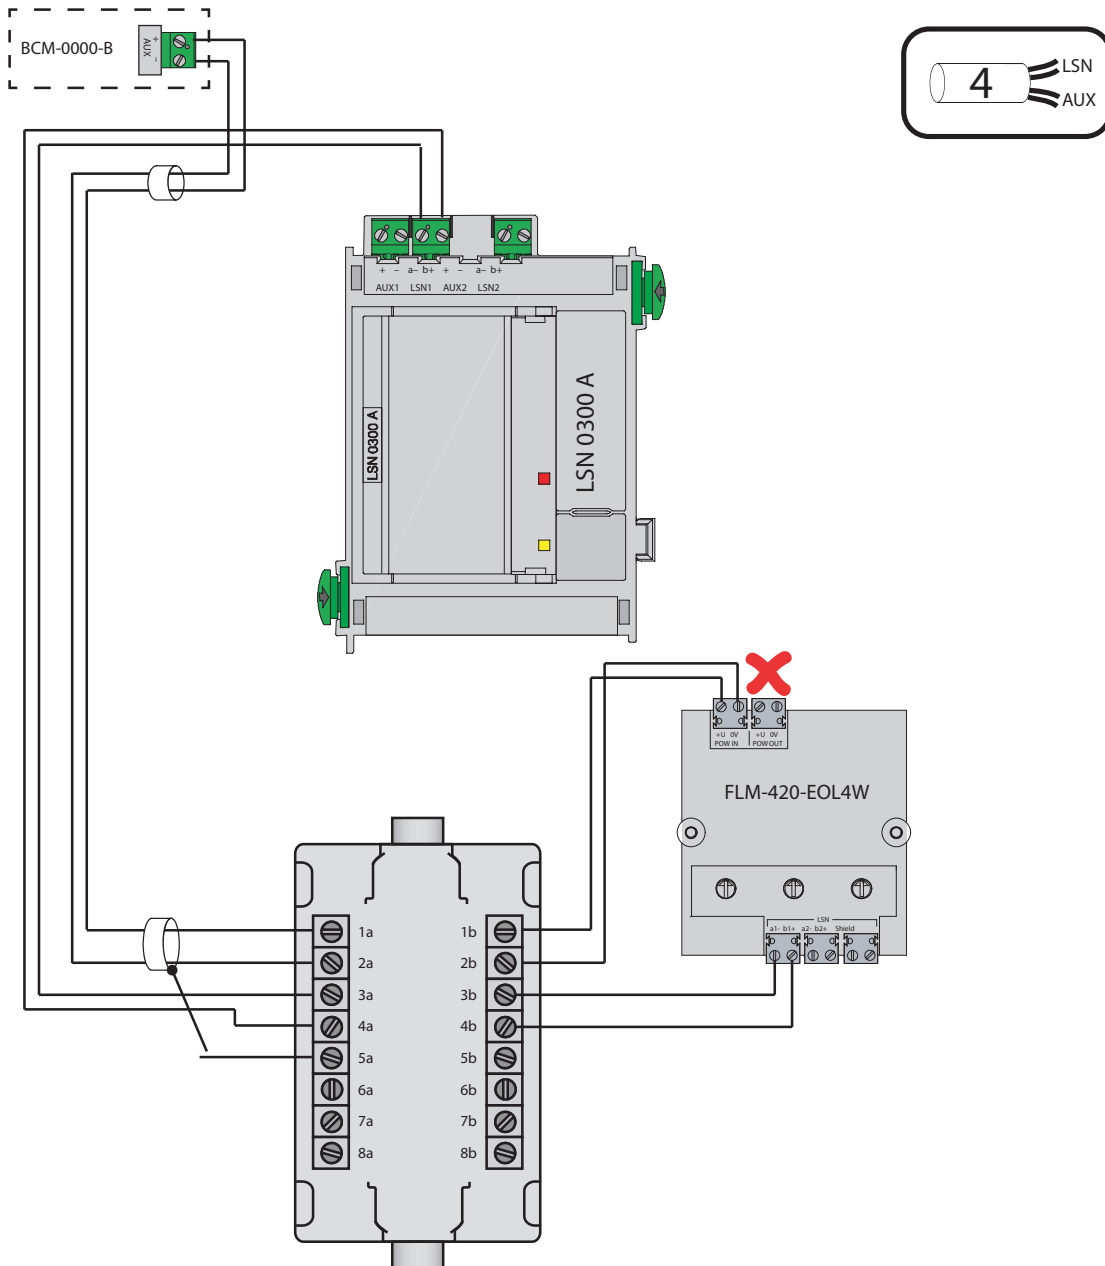 BCM-0000-B
+ -
AUX
4
LSN
AUX
+ - a- b+ + - a- b+
AUX1 LSN1 AUX2 LSN2
LSN 0300 A
LSN 0300 A
+U 0V +U 0V
POW IN POW OUT
FLM-420-EOL4W
LSN
a1- b1+ a2- b2+ Shield
1a 1b
2a 2b
3a 3b
4a 4b
5a 5b
6a 6b
7a 7b
8a 8b